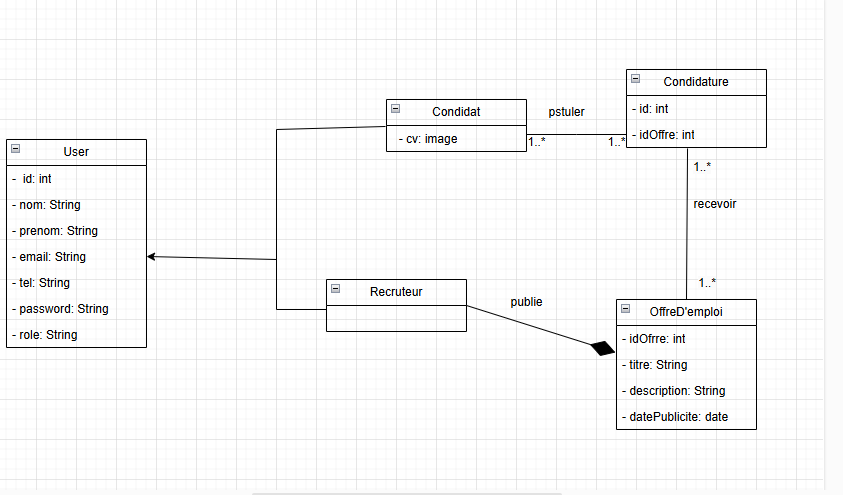 User
- id: int
- nom: String
- prenom: String
- email: String
- tel: String
- password: String
- role: String
Condidat
- cv: image
pstuler
1..*
1..*
Condidature
- id: int
- idOffre: int
1..*
recevoir
1..*
Recruteur
publie
OffreD'emploi
- idOfrre: int
- titre: String
- description: String
- datePublicite: date